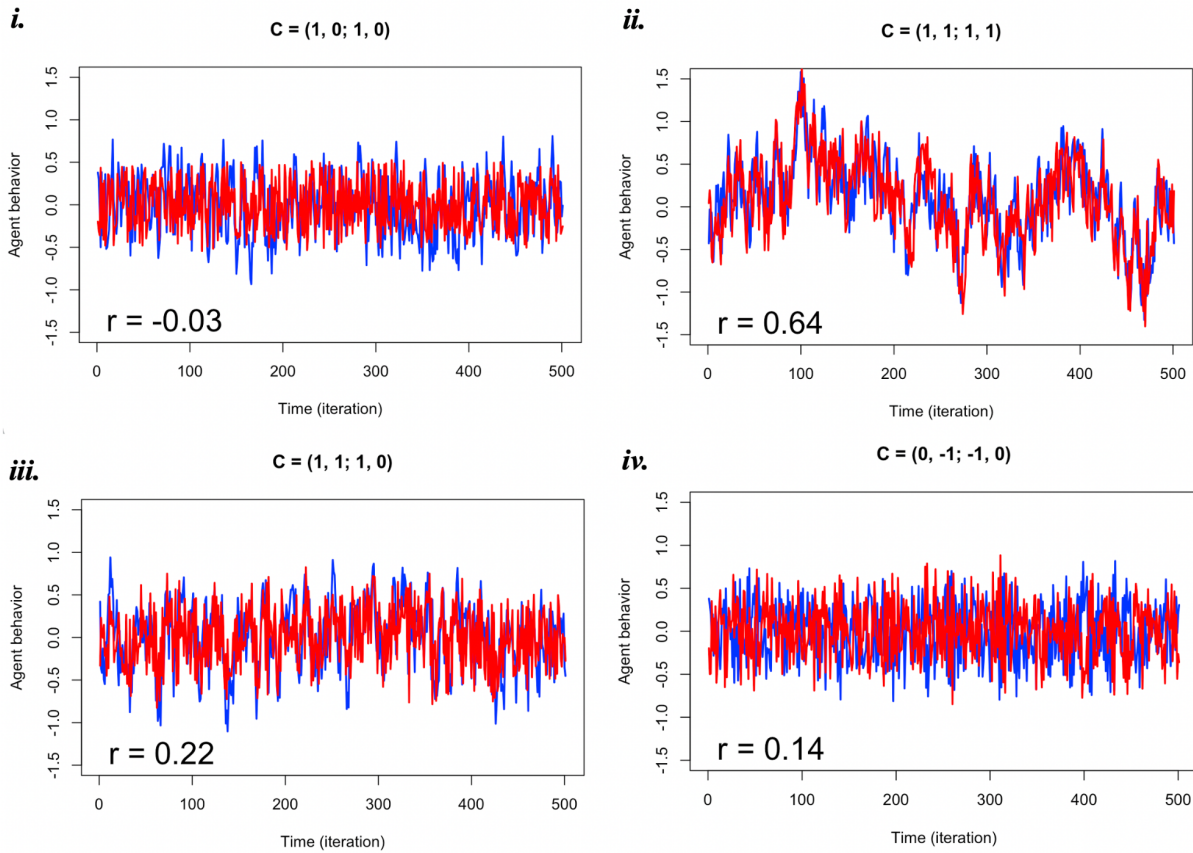 i.
C = (1, 0; 1, 0)
Agent behavior
1.5
1.0
0.5
0.0
-0.5
-1.0
-1.5
r = -0.03
0
100
200
300
400
500
Time (iteration)
ii.
C = (1, 1; 1, 1)
Agent behavior
1.5
1.0
0.5
0.0
-0.5
-1.0
-1.5
r = 0.64
0
100
200
300
400
500
Time (iteration)
iii.
C = (1, 1; 1, 0)
Agent behavior
1.5
1.0
0.5
0.0
-0.5
-1.0
-1.5
r = 0.22
0
100
200
300
400
500
Time (iteration)
iv.
C = (0, -1; -1, 0)
Agent behavior
1.5
1.0
0.5
0.0
-0.5
-1.0
-1.5
r = 0.14
0
100
200
300
400
500
Time (iteration)